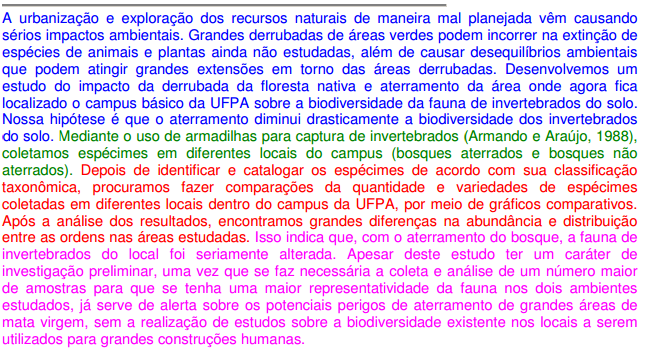 A urbanização e exploração dos recursos naturais de maneira mal planejada vêm causando
sérios impactos ambientais. Grandes derrubadas de áreas verdes podem incorrer na extinção de
espécies de animais e plantas ainda não estudadas, além de causar desequilíbrios ambientais
que podem atingir grandes extensões em torno das áreas derrubadas. Desenvolvemos um
estudo do impacto da derrubada da floresta nativa e aterramento da área onde agora fica
localizado o campus básico da UFPA sobre a biodiversidade da fauna de invertebrados do solo.
Nossa hipótese é que o aterramento diminui drasticamente a biodiversidade dos invertebrados
do solo. Mediante o uso de armadilhas para captura de invertebrados (Armando e Araújo, 1988),
coletamos espécimes em diferentes locais do campus (bosques aterrados e bosques não
aterrados). Depois de identificar e catalogar os espécimes de acordo com sua classificação
taxonômica, procuramos fazer comparações da quantidade e variedades de espécimes
coletadas em diferentes locais dentro do campus da UFPA, por meio de gráficos comparativos.
Após a análise dos resultados, encontramos grandes diferenças na abundância e distribuição
entre as ordens nas áreas estudadas. Isso indica que, com o aterramento do bosque, a fauna de
invertebrados do local foi seriamente alterada. Apesar deste estudo ter um caráter de
investigação preliminar, uma vez que se faz necessária a coleta e análise de um número maior
de amostras para que se tenha uma maior representatividade da fauna nos dois ambientes
estudados, já serve de alerta sobre os potenciais perigos de aterramento de grandes áreas de
mata virgem, sem a realização de estudos sobre a biodiversidade existente nos locais a serem
utilizados para grandes construções humanas.